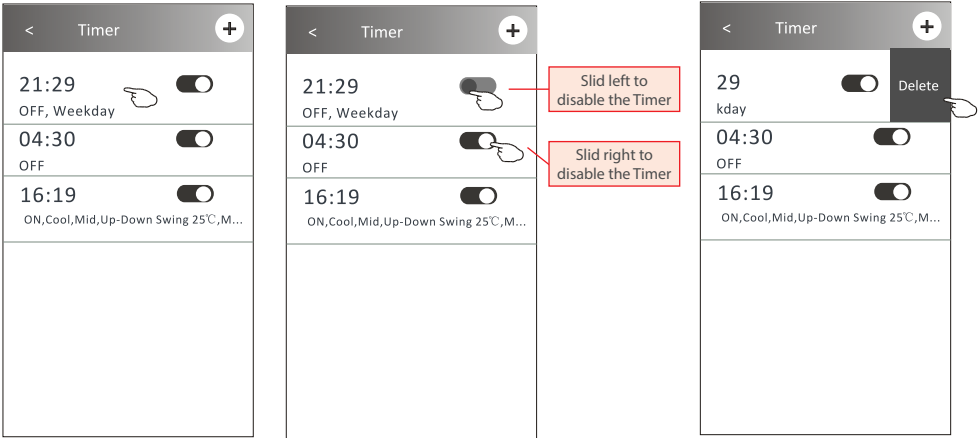 < Timer +
21:29
OFF, Weekday
04:30
OFF
16:19
ON,Cool,Mid,Up-Down Swing 25℃,M...
< Timer +
21:29
OFF, Weekday
04:30
OFF
16:19
ON,Cool,Mid,Up-Down Swing 25℃,M...
Slid left to
disable the Timer
Slid right to
disable the Timer
< Timer +
29
kday
Delete
04:30
OFF
16:19
ON,Cool,Mid,Up-Down Swing 25℃,M...